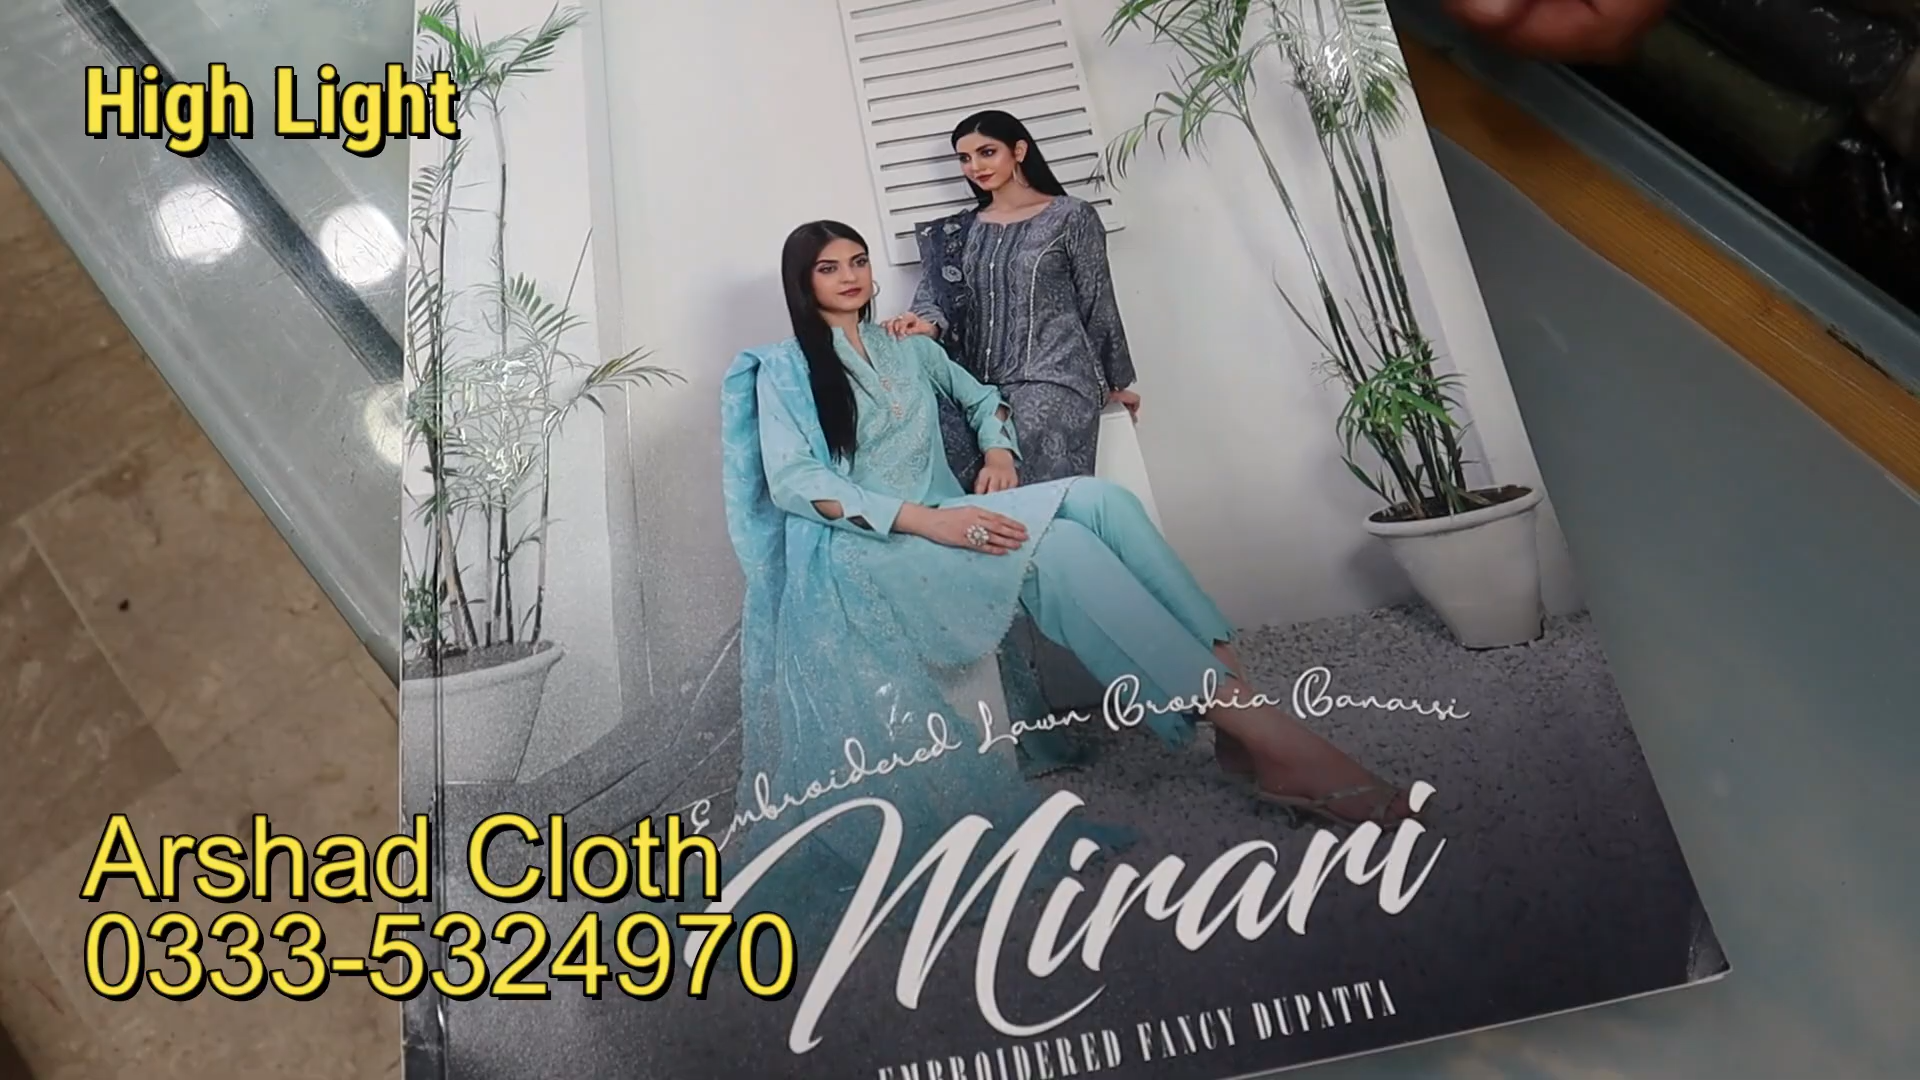 High Light
Embroidered Lawn Broshia Banarsi
Mirari
EMBROIDERED FANCY DUPATTA
Arshad Cloth
0333-5324970